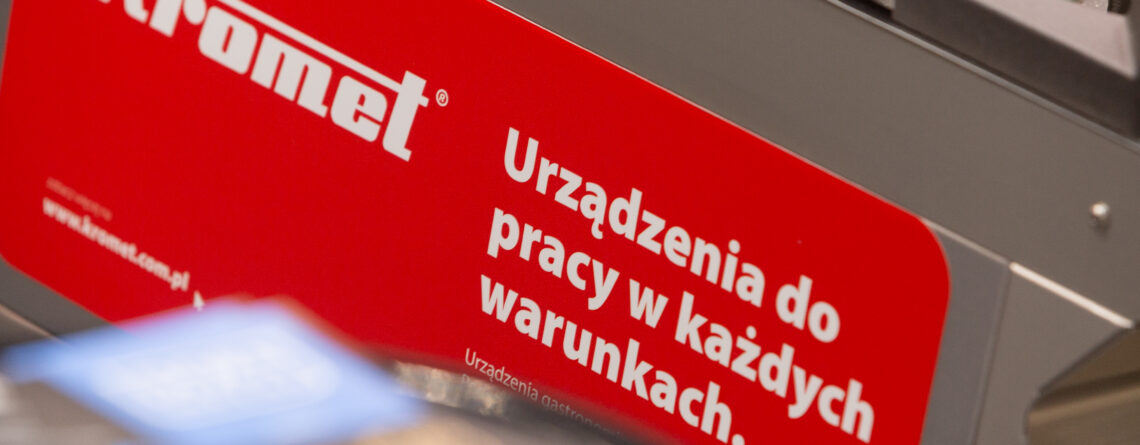 kromet®
www.kromet.com.pl
Urządzenia do
pracy w każdych
warunkach.
Urządzenia